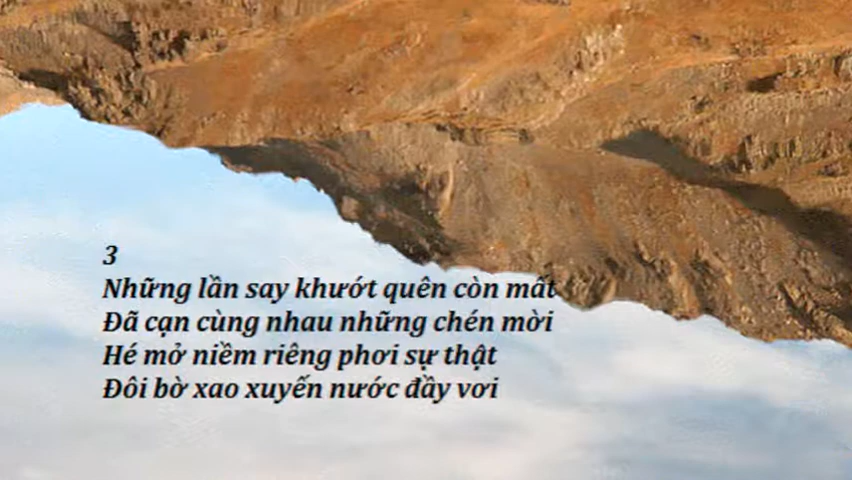 3
Những lần say khướt quên còn mất
Đã cạn cùng nhau những chén mời
Hé mở niềm riêng phơi sự thật
Đôi bờ xao xuyến nước đầy vơi